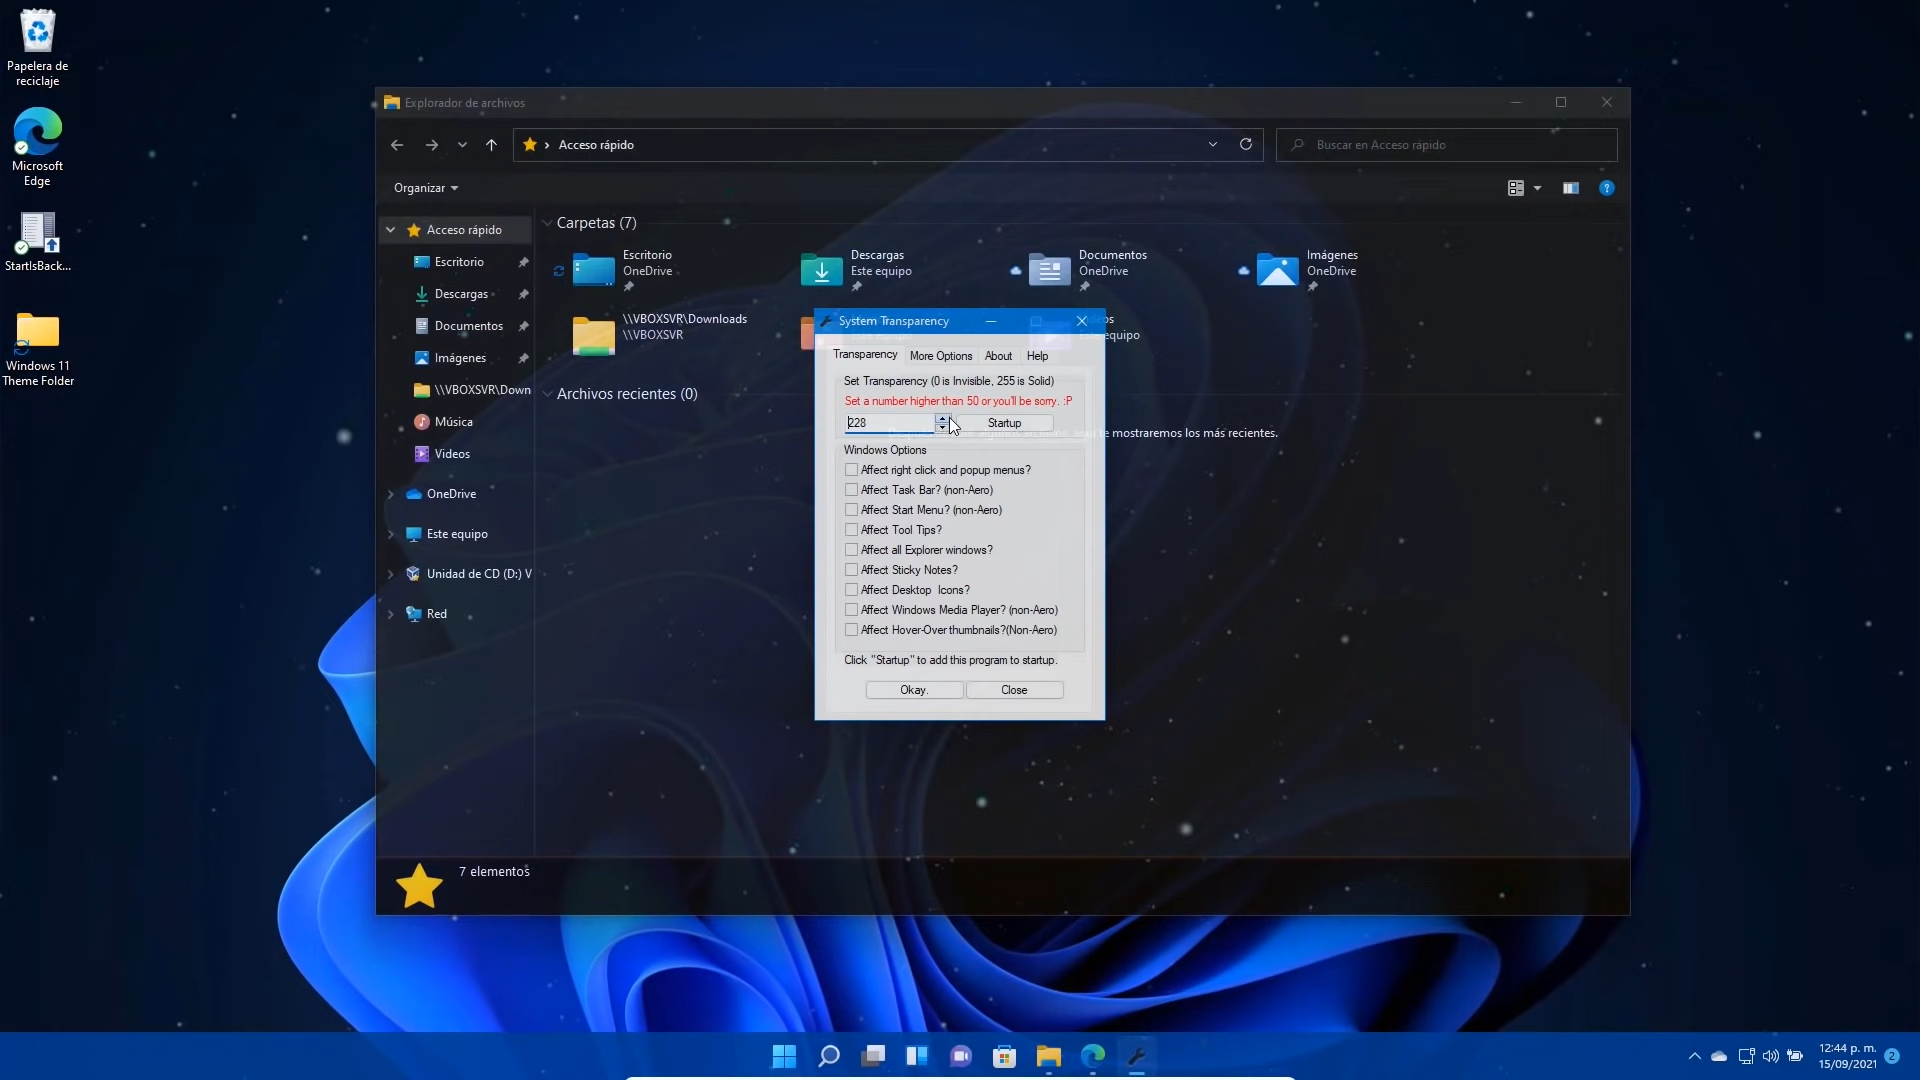 Papelera de
reciclaje
Microsoft
Edge
StartIsBack...
Windows 11
Theme Folder
Explorador de archivos
Acceso rápido
Buscar en Acceso rápido
Organizar
Acceso rápido
Escritorio
Descargas
Documentos
Imágenes
\\VBOXSVR\Down
Música
Videos
OneDrive
Este equipo
Unidad de CD (D:) V
Red
Carpetas (7)
Escritorio
OneDrive
Descargas
Este equipo
Documentos
OneDrive
Imágenes
OneDrive
\\VBOXSVR\Downloads
\\VBOXSVR
Este equipo
Archivos recientes (0)
te mostraremos los más recientes.
7 elementos
System Transparency
Transparency
More Options
About
Help
Set Transparency (0 is Invisible, 255 is Solid)
Set a number higher than 50 or you'll be sorry. :P
228
Startup
Windows Options
Affect right click and popup menus?
Affect Task Bar? (non-Aero)
Affect Start Menu? (non-Aero)
Affect Tool Tips?
Affect all Explorer windows?
Affect Sticky Notes?
Affect Desktop Icons?
Affect Windows Media Player? (non-Aero)
Affect Hover-Over thumbnails?(Non-Aero)
Click "Startup" to add this program to startup.
Okay.
Close
12:44 p. m.
15/09/2021
2